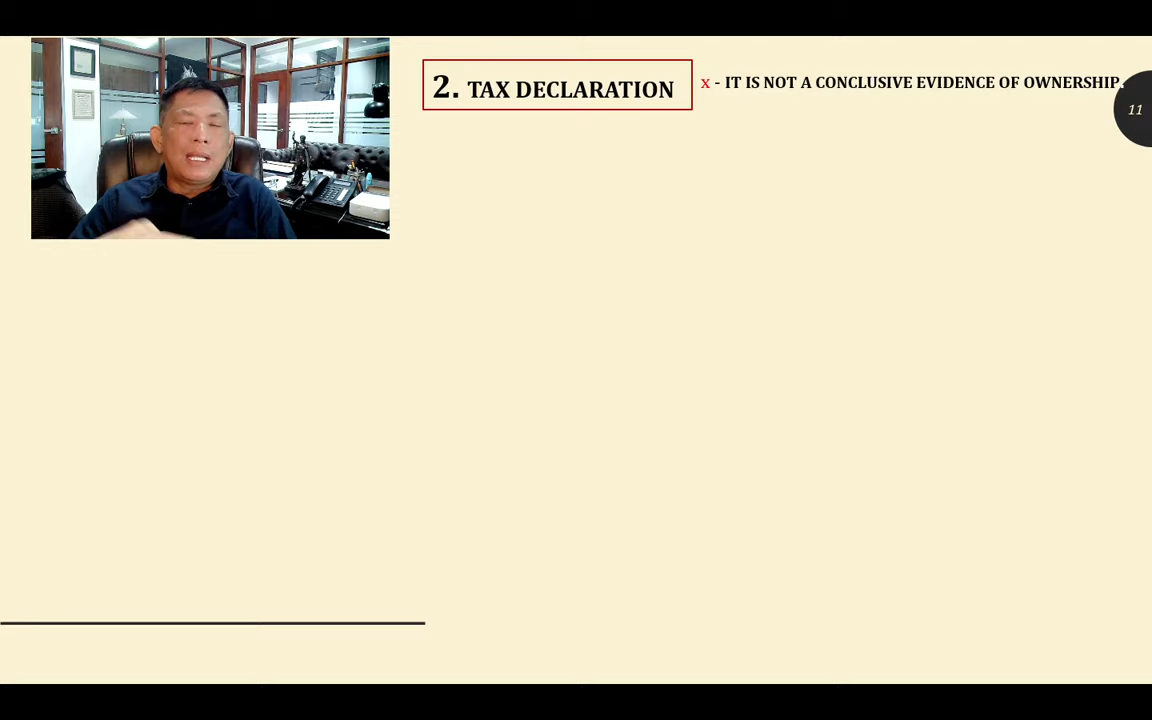 2. TAX DECLARATION
x - IT IS NOT A CONCLUSIVE EVIDENCE OF OWNERSHIP.
11